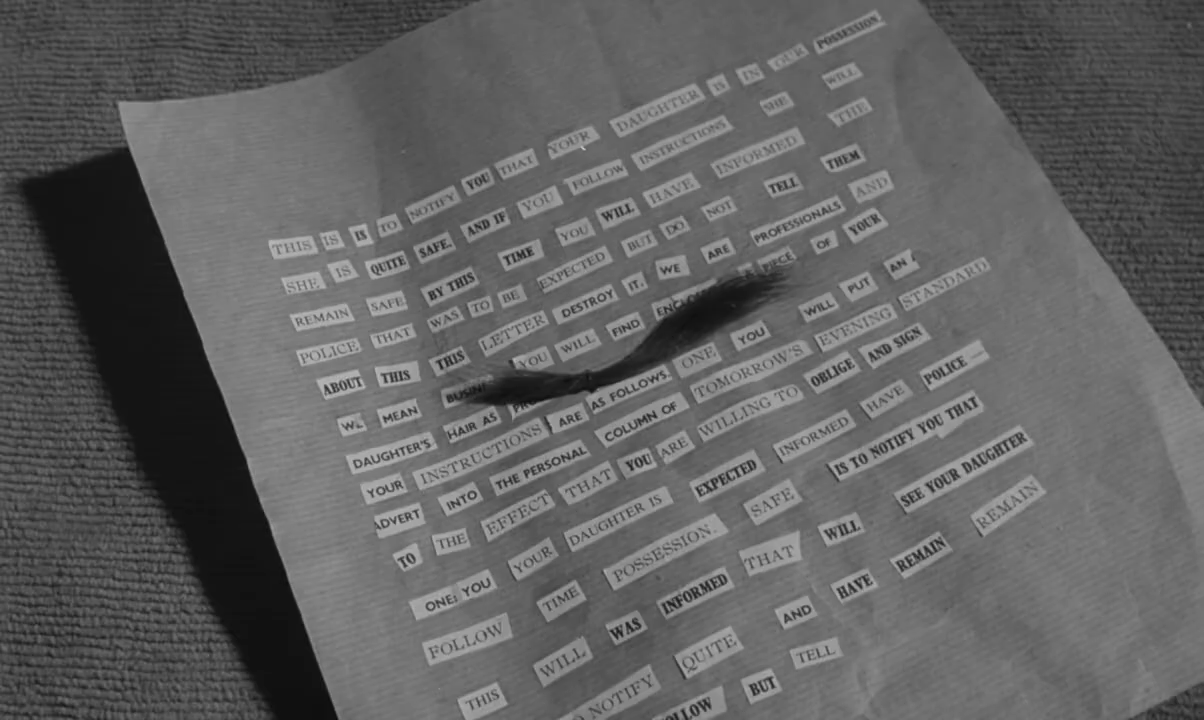 THIS IS IS TO NOTIFY YOU THAT YOUR DAUGHTER IS IN OUR POSSESSION.
SHE IS QUITE SAFE. AND IF YOU FOLLOW INSTRUCTIONS SHE WILL
REMAIN SAFE. BY THIS TIME YOU WILL HAVE INFORMED THE
POLICE THAT WAS TO BE EXPECTED BUT DO NOT TELL THEM
ABOUT THIS THIS LETTER DESTROY IT. WE ARE PROFESSIONALS AND
WE MEAN YOU WILL FIND PIECE OF YOUR
DAUGHTER'S HAIR AS
YOUR INSTRUCTIONS ARE AS FOLLOWS. ONE YOU WILL PUT AN
ADVERT INTO THE PERSONAL COLUMN OF TOMORROW'S EVENING STANDARD
TO THE EFFECT THAT YOU ARE WILLING TO OBLIGE AND SIGN
ONE: YOU YOUR DAUGHTER IS EXPECTED INFORMED HAVE POLICE —
FOLLOW TIME POSSESSION. SAFE IS TO NOTIFY YOU THAT
THIS WILL WAS INFORMED THAT WILL SEE YOUR DAUGHTER
NOTIFY QUITE AND HAVE REMAIN REMAIN
BUT TELL